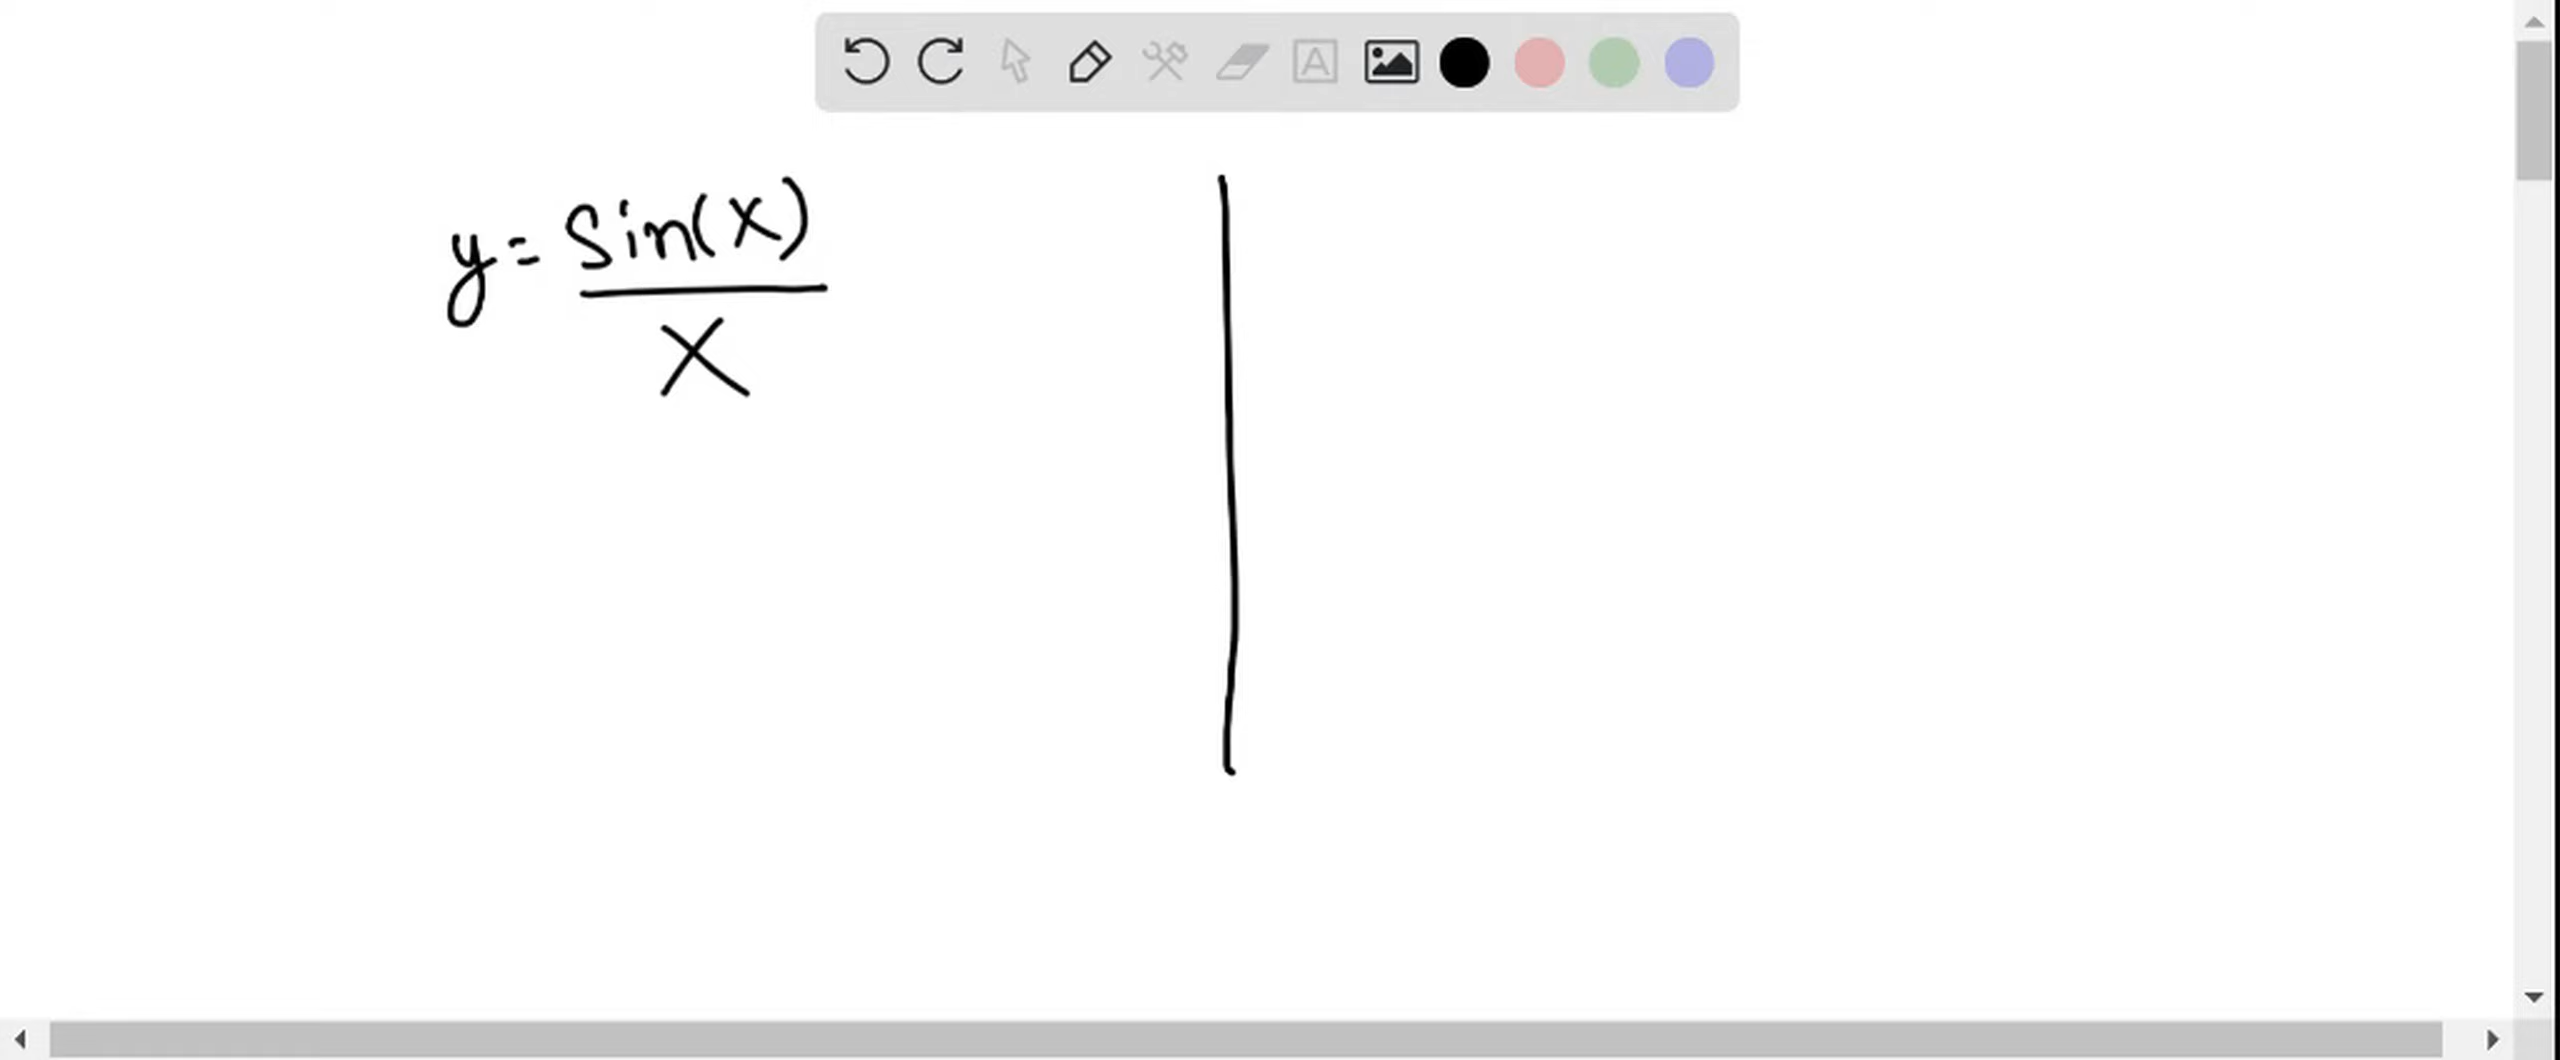 y = Sin(x)
x